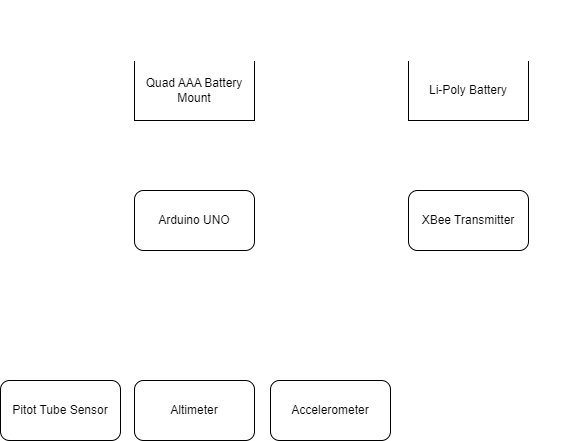 Quad AAA Battery
Mount
Li-Poly Battery
Arduino UNO
XBee Transmitter
Pitot Tube Sensor
Altimeter
Accelerometer